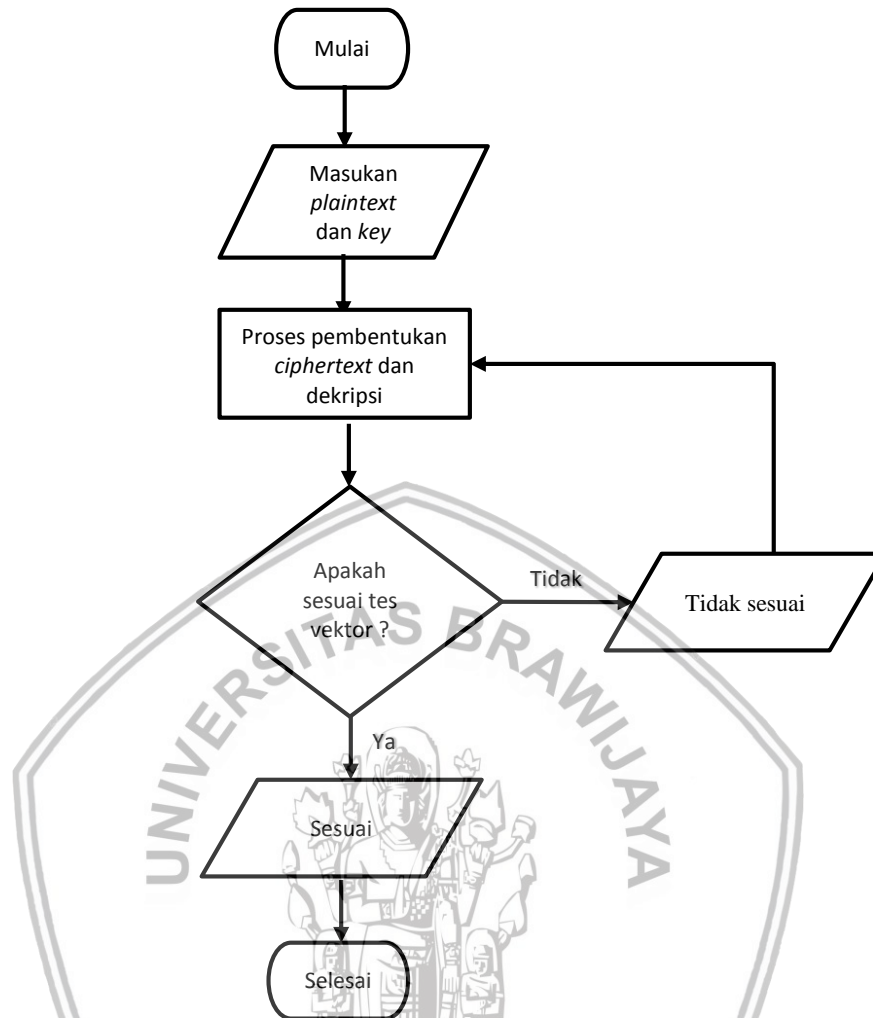 Mulai
Masukan
plaintext
dan key
Proses pembentukan
ciphertext dan
dekripsi
Apakah
sesuai tes
vektor ?
Tidak
Tidak sesuai
UNIVERSITAS BRAWIJAYA
Ya
Sesuai
Selesai